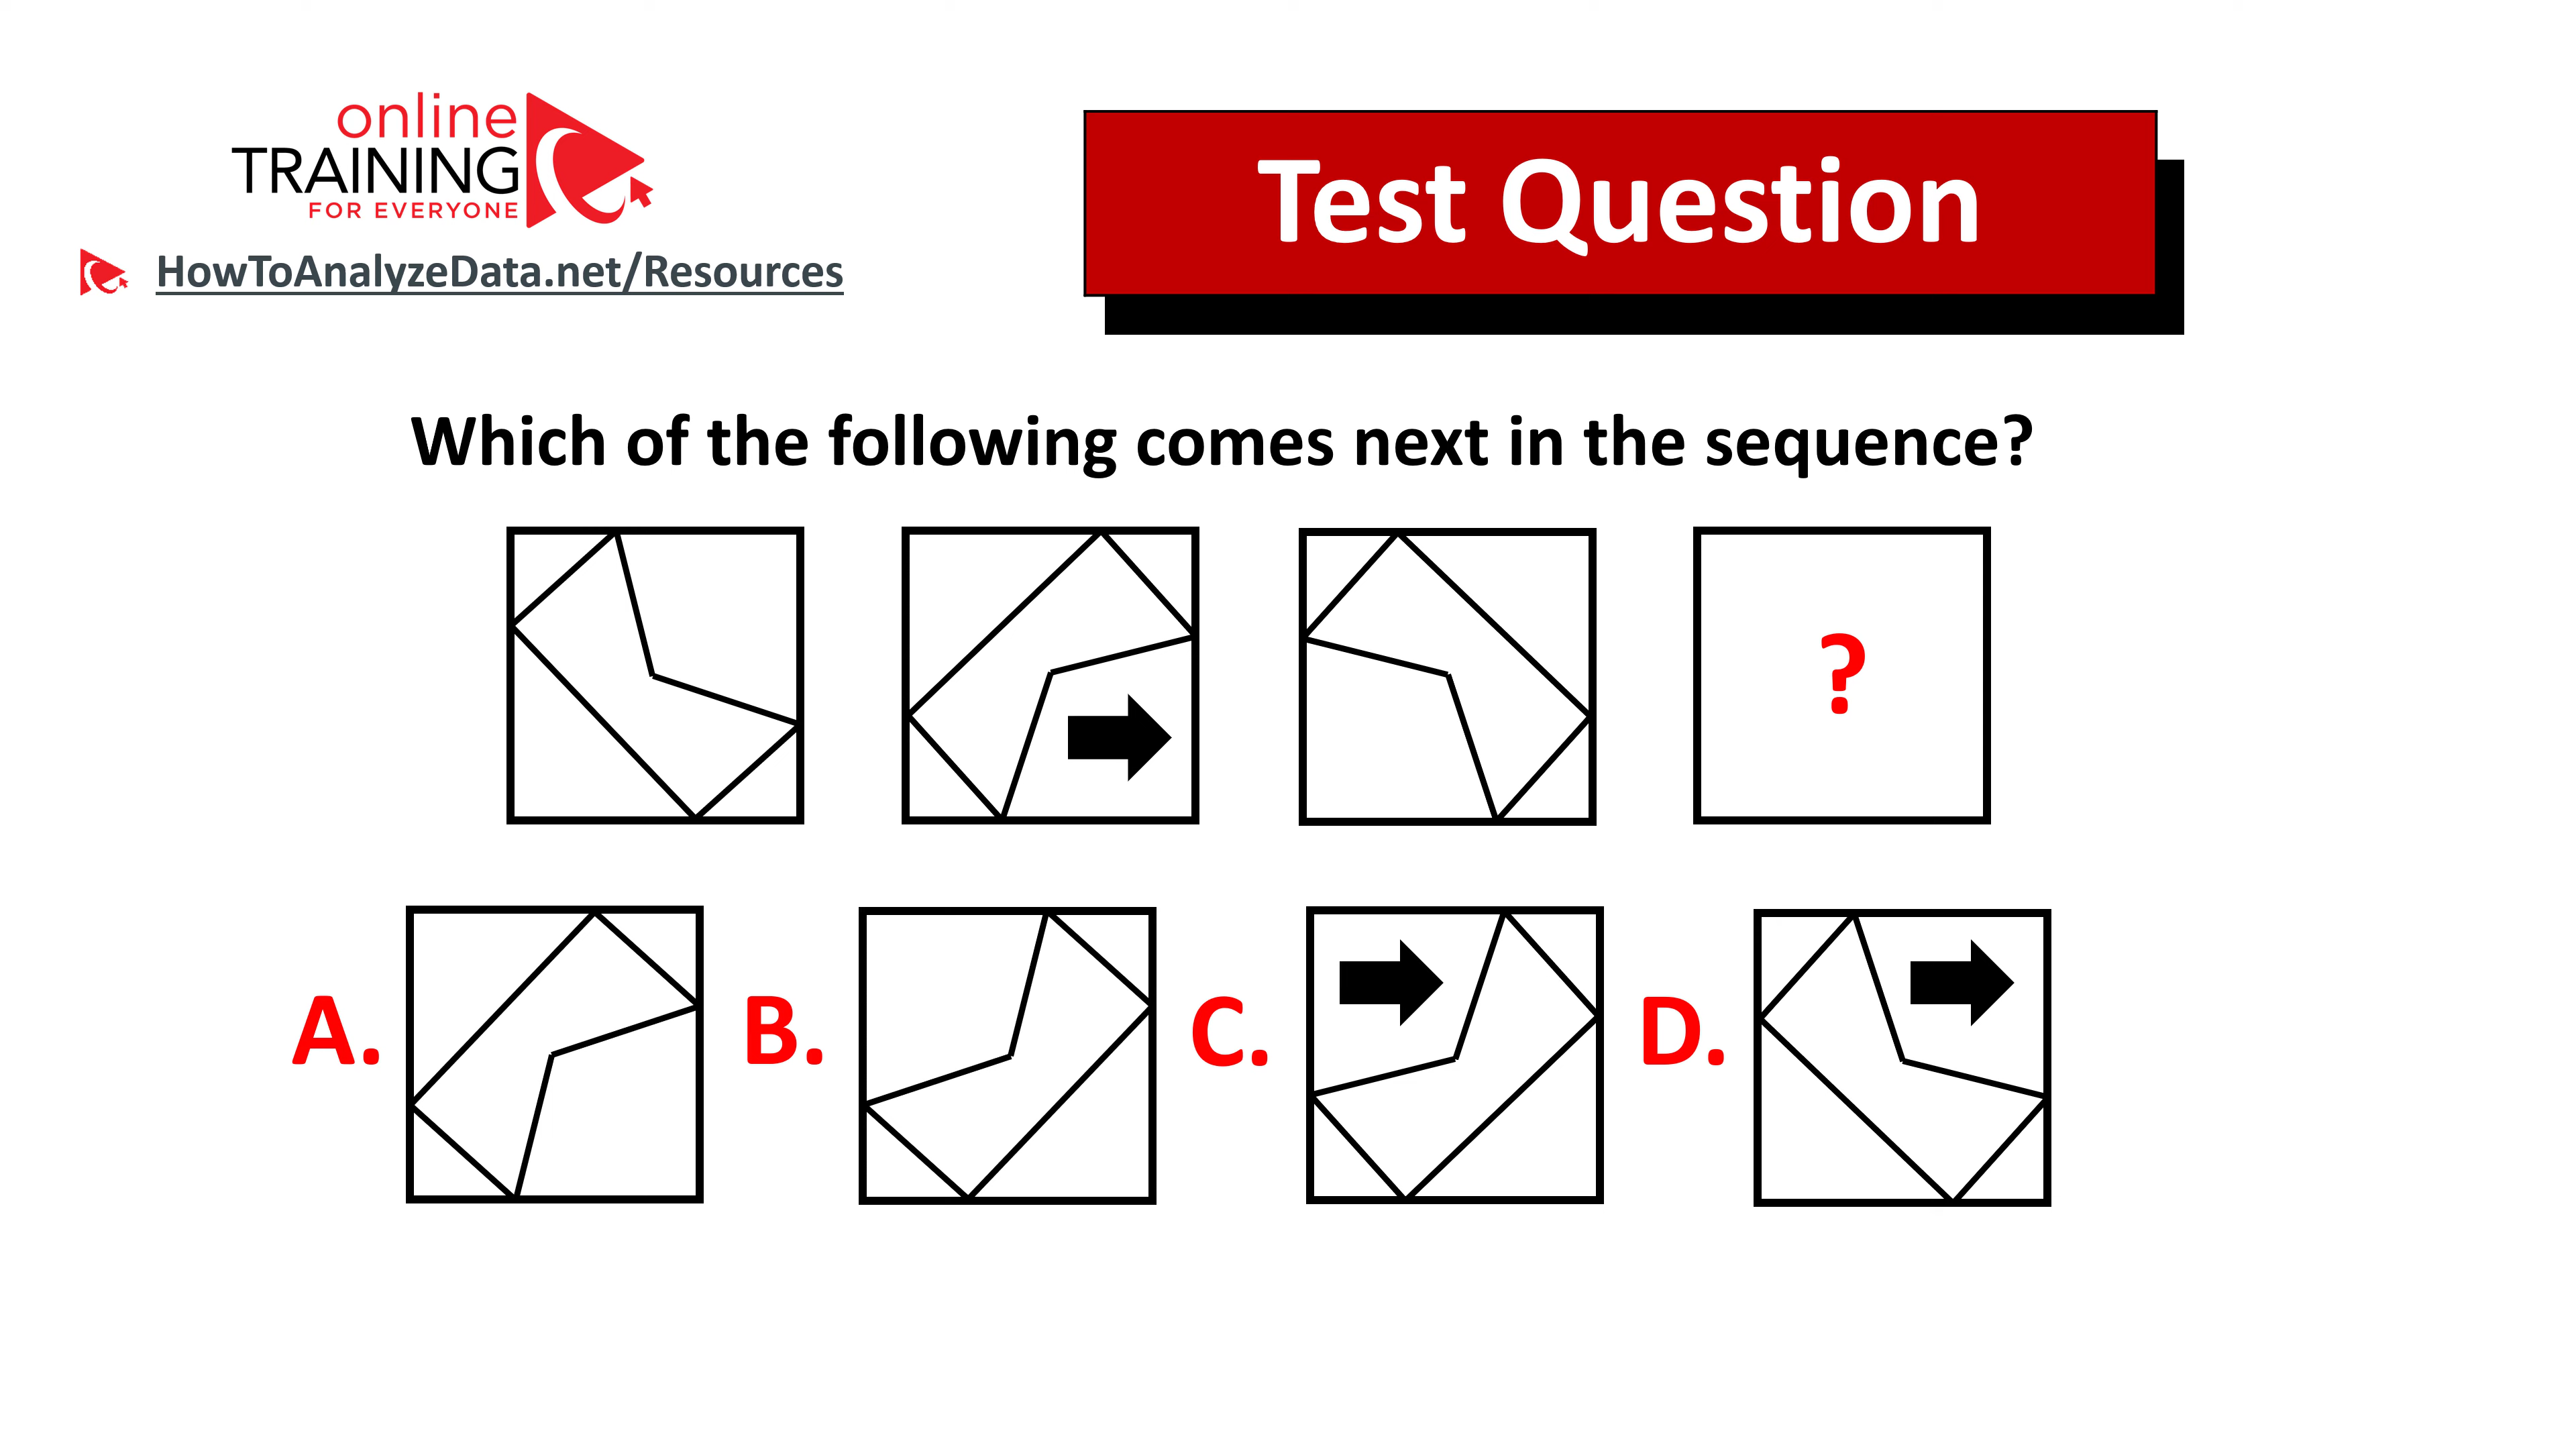 online
TRAINING
FOR EVERYONE
HowToAnalyzeData.net/Resources
Test Question
Which of the following comes next in the sequence?
?
A. B. C. D.